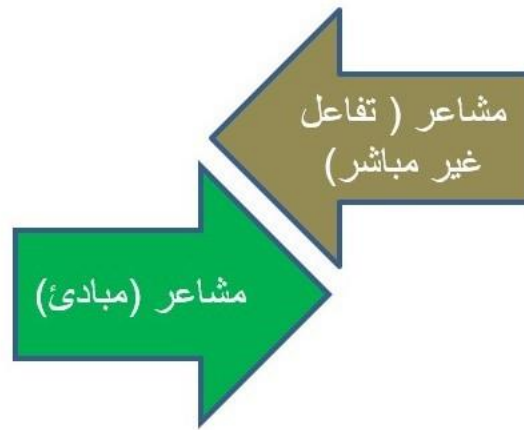 مشاعر ( تفاعل
غير مباشر)
مشاعر (مبادئ)